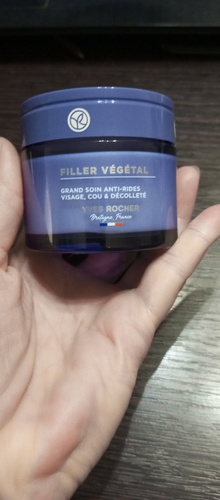 FILLER VÉGÉTAL
GRAND SOIN ANTI-RIDES
VISAGE, COU & DÉCOLLETÉ
YVES ROCHER
Bretagne, France